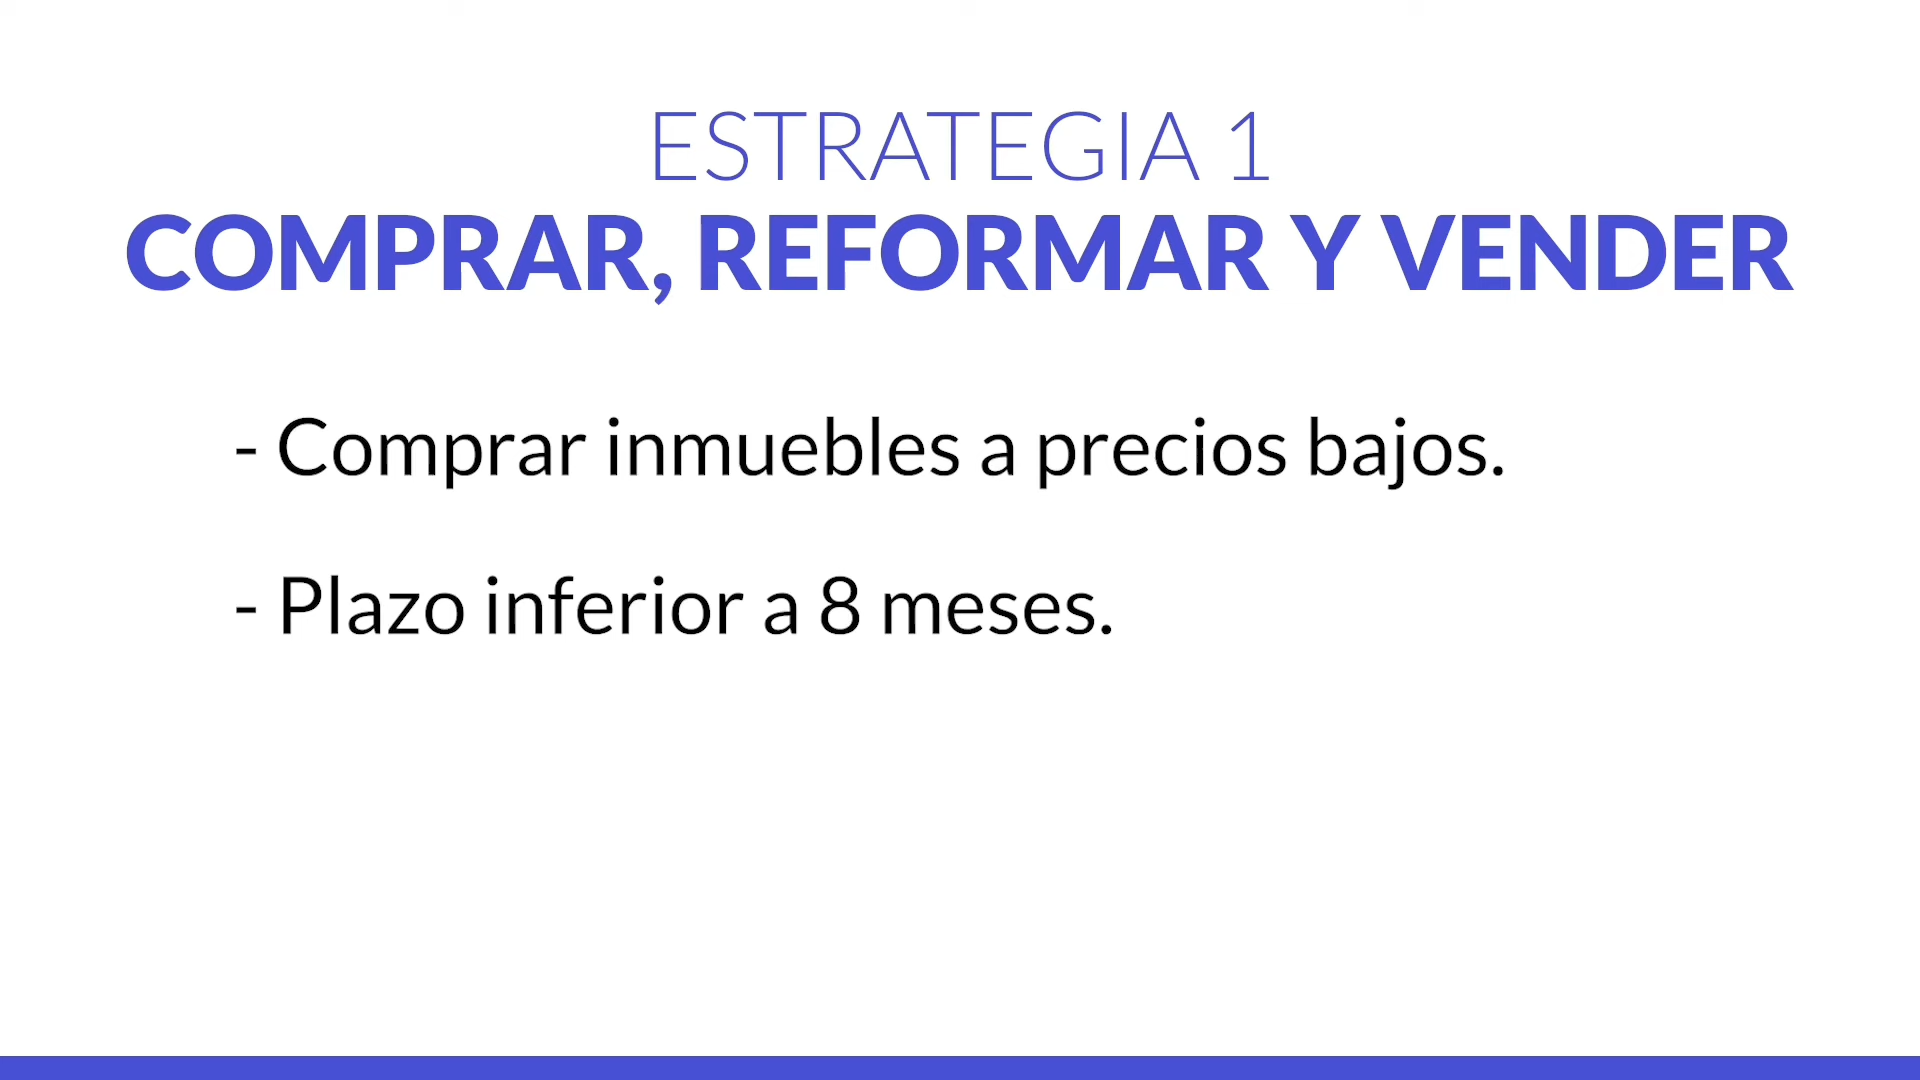 ESTRATEGIA 1
COMPRAR, REFORMAR Y VENDER
- Comprar inmuebles a precios bajos.
- Plazo inferior a 8 meses.